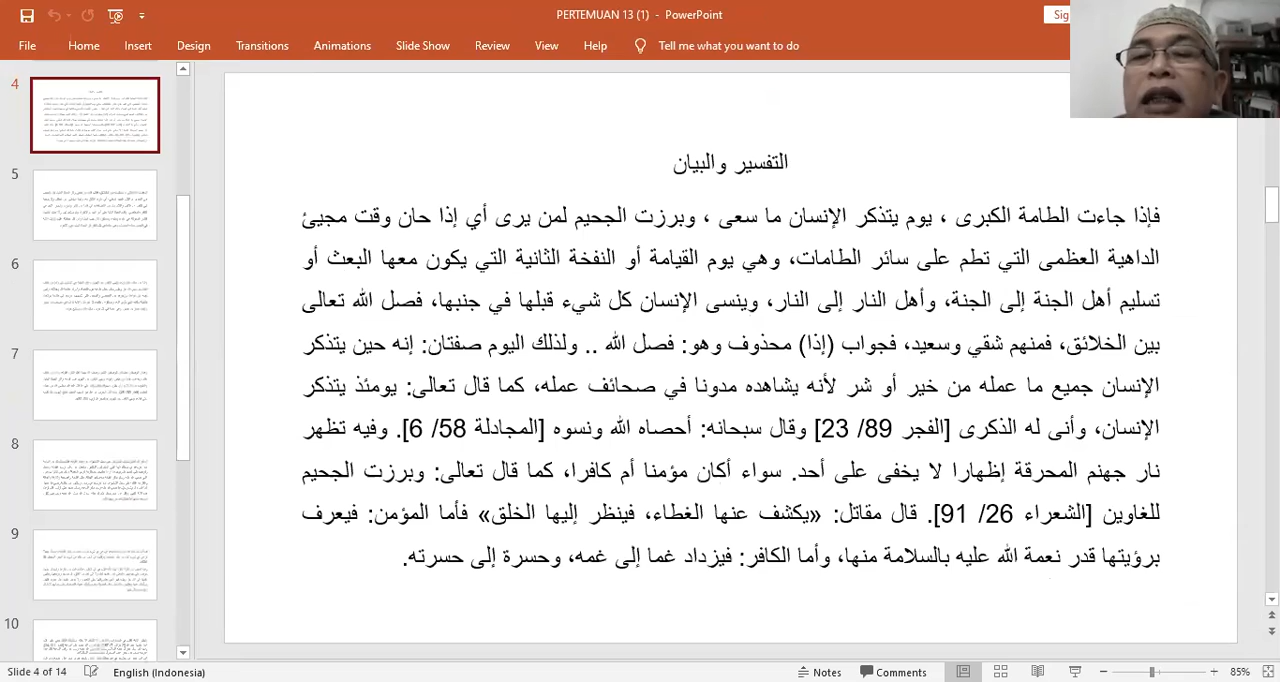 PERTEMUAN 13 (1) - PowerPoint
Sig
File Home Insert Design Transitions Animations Slide Show Review View Help Tell me what you want to do
4
5
6
7
8
9
10
التفسير والبيان
فإذا جاءت الطامة الكبرى ، يوم يتذكر الإنسان ما سعى ، وبرزت الجحيم لمن يرى أي إذا حان وقت مجيئ
الداهية العظمى التي تطم على سائر الطامات، وهي يوم القيامة أو النفخة الثانية التي يكون معها البعث أو
تسليم أهل الجنة إلى الجنة، وأهل النار إلى النار، وينسى الإنسان كل شيء قبلها في جنبها، فصل الله تعالى
بين الخلائق، فمنهم شقي وسعيد، فجواب (إذا) محذوف وهو: فصل الله .. ولذلك اليوم صفتان: إنه حين يتذكر
الإنسان جميع ما عمله من خير أو شر لأنه يشاهده مدونا في صحائف عمله، كما قال تعالى: يومئذ يتذكر
الإنسان، وأنى له الذكرى [الفجر 89/ 23] وقال سبحانه: أحصاه الله ونسوه [المجادلة 58/ 6]. وفيه تظهر
نار جهنم المحرقة إظهارا لا يخفى على أحد. سواء أكان مؤمنا أم كافرا، كما قال تعالى: وبرزت الجحيم
للغاوين [الشعراء 26/ 91]. قال مقاتل: «يكشف عنها الغطاء، فينظر إليها الخلق» فأما المؤمن: فيعرف
برؤيتها قدر نعمة الله عليه بالسلامة منها، وأما الكافر: فيزداد غما إلى غمه، وحسرة إلى حسرته.
Slide 4 of 14 English (Indonesia) Notes Comments 85%